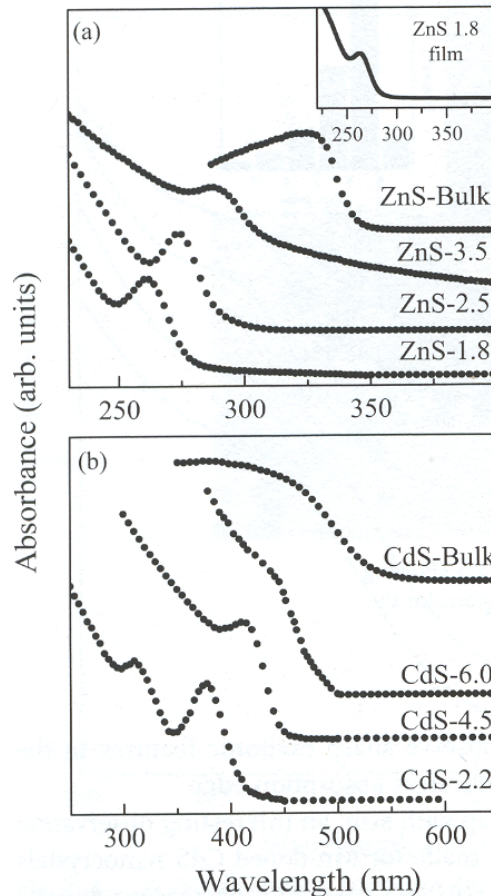 (a)
ZnS 1.8
film
250 300 350
ZnS-Bulk
ZnS-3.5
ZnS-2.5
ZnS-1.8
250 300 350
Absorbance (arb. units)
(b)
CdS-Bulk
CdS-6.0
CdS-4.5
CdS-2.2
300 400 500 600
Wavelength (nm)